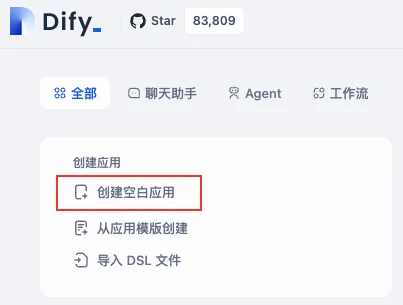 Dify_
Star 83,809
全部 聊天助手 Agent 工作流
创建应用
创建空白应用
从应用模版创建
导入 DSL 文件